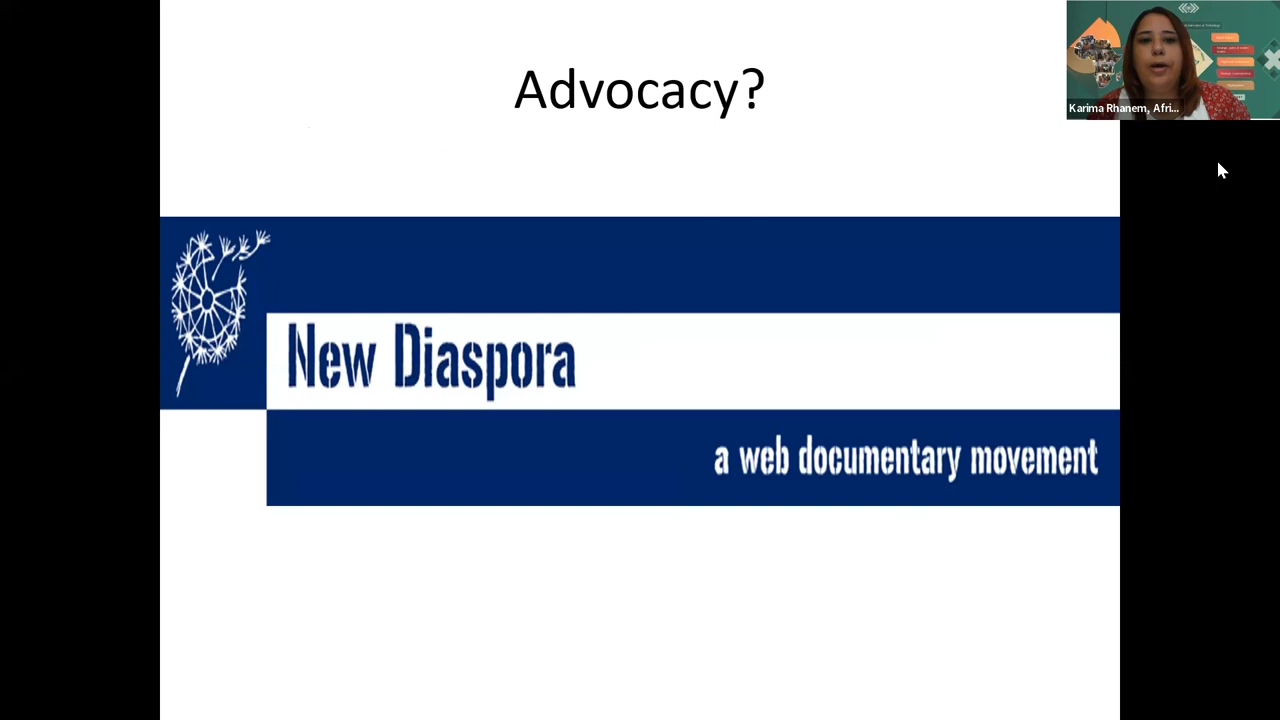 Advocacy?
Karima Rhanem, Afri...
New Diaspora
a web documentary movement